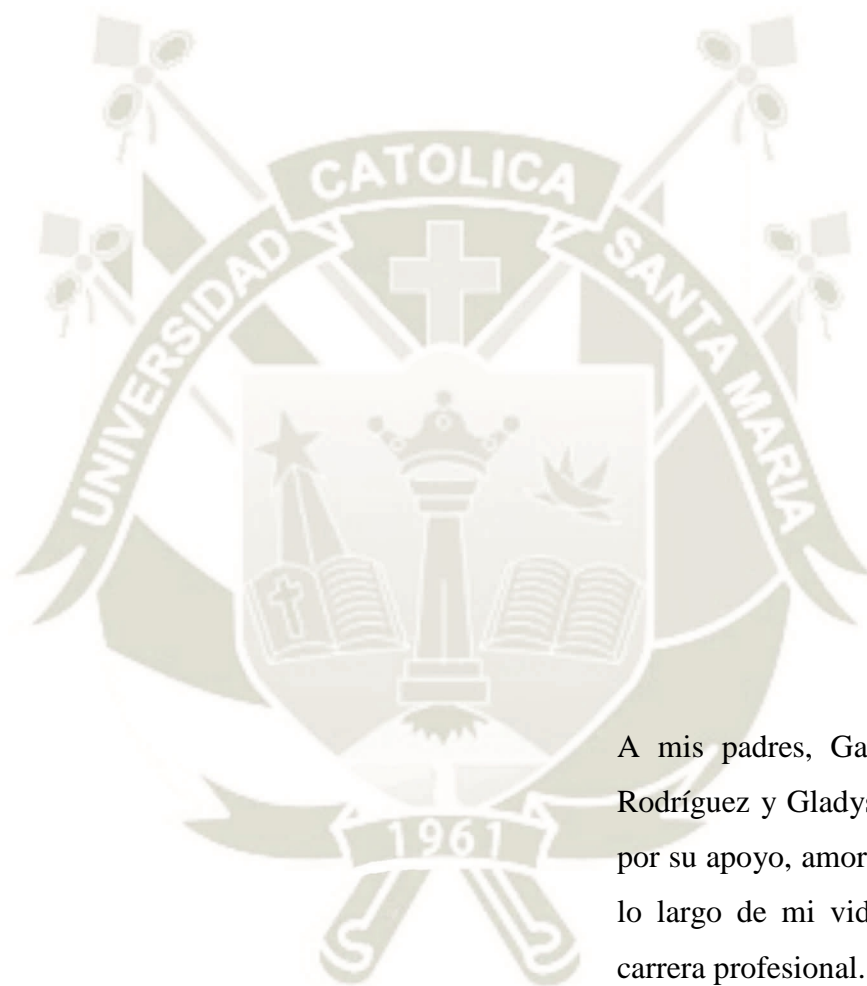 CATOLICA
UNIVERSIDAD
SANTA MARIA
1961
A mis padres,
Rodríguez y
por su apoyo, amor
lo largo de mi
carrera profesional.